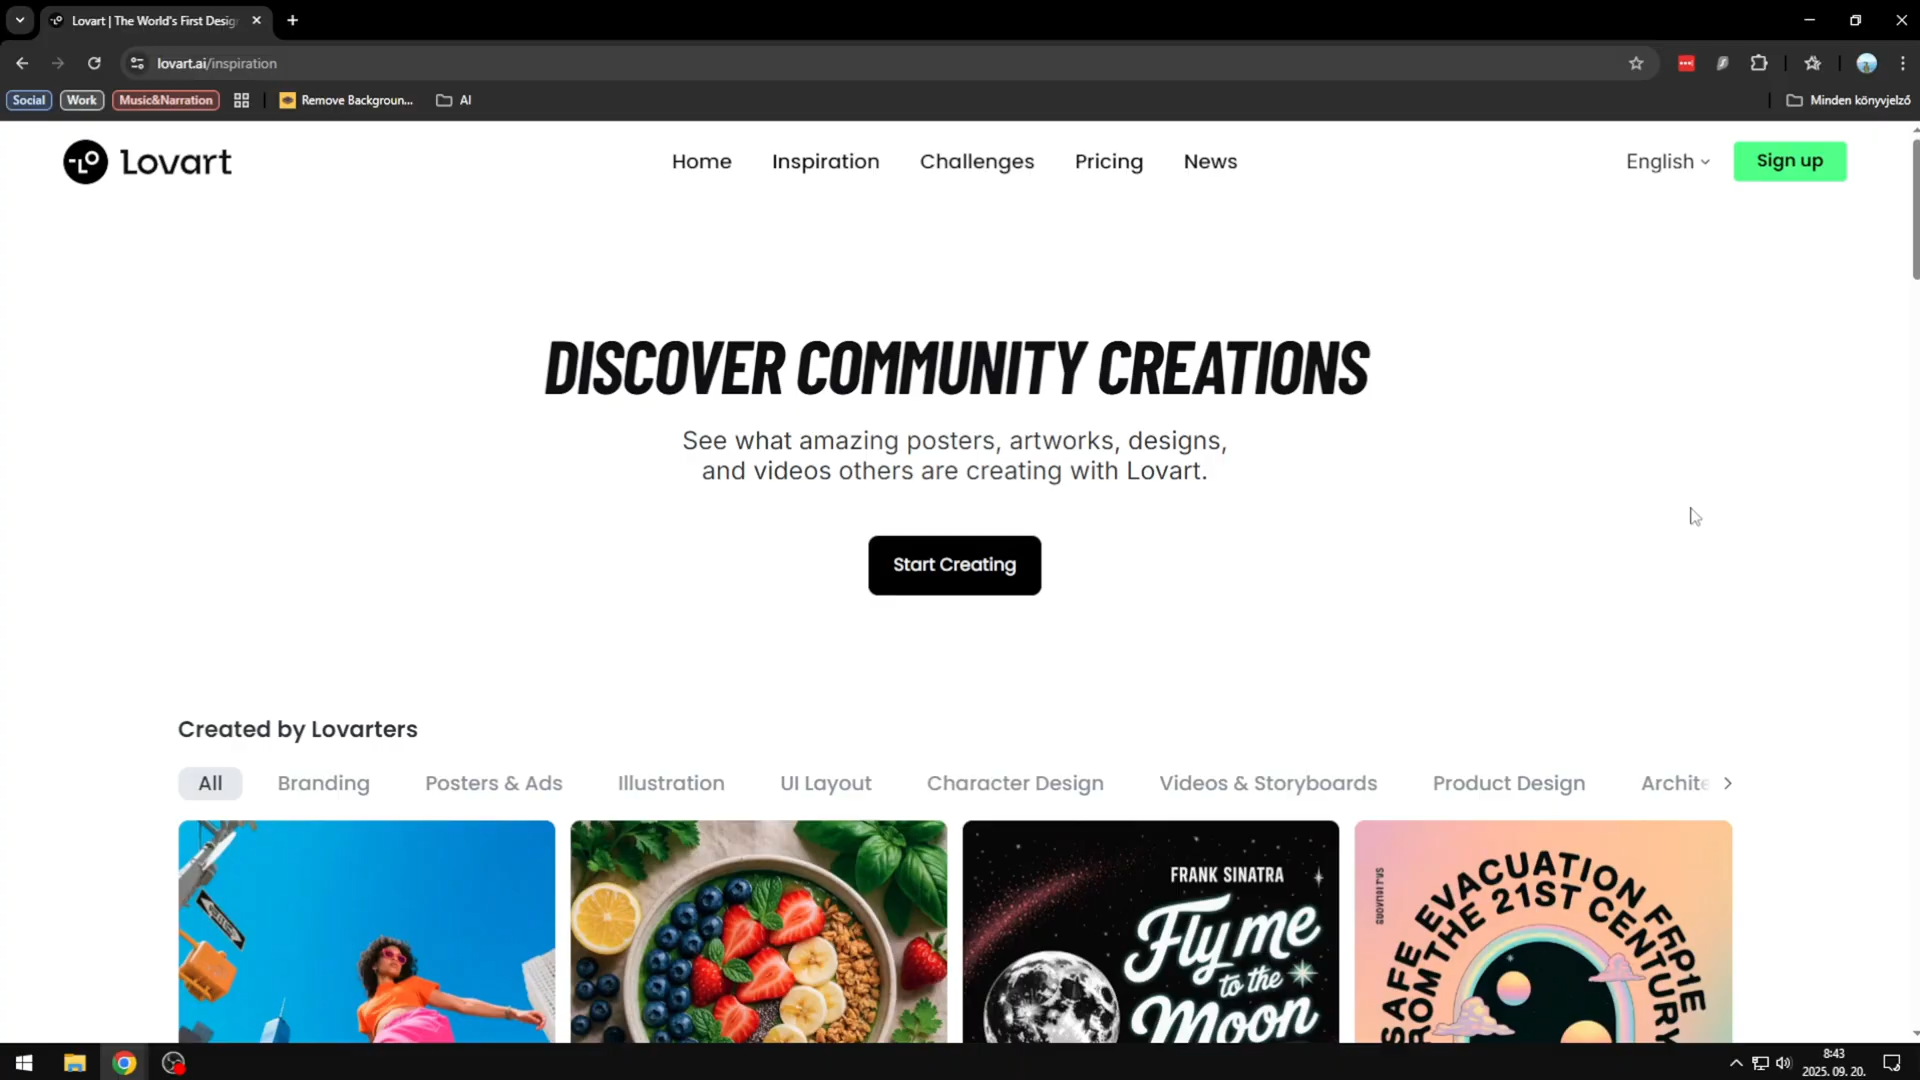 Lovart | The World's First Desig
lovart.ai/inspiration
Social
Work
Music&Narration
Remove Backgroun...
AI
Minden könyvjelző
Lovart
Home
Inspiration
Challenges
Pricing
News
English
Sign up
DISCOVER COMMUNITY CREATIONS
See what amazing posters, artworks, designs,
and videos others are creating with Lovart.
Start Creating
Created by Lovarters
All
Branding
Posters & Ads
Illustration
UI Layout
Character Design
Videos & Storyboards
Product Design
Archite
FRANK SINATRA
Fly me
to the
Moon
SAFE EVACUATION
FROM THE 21ST CENTURY
8:43
2025. 09. 20.